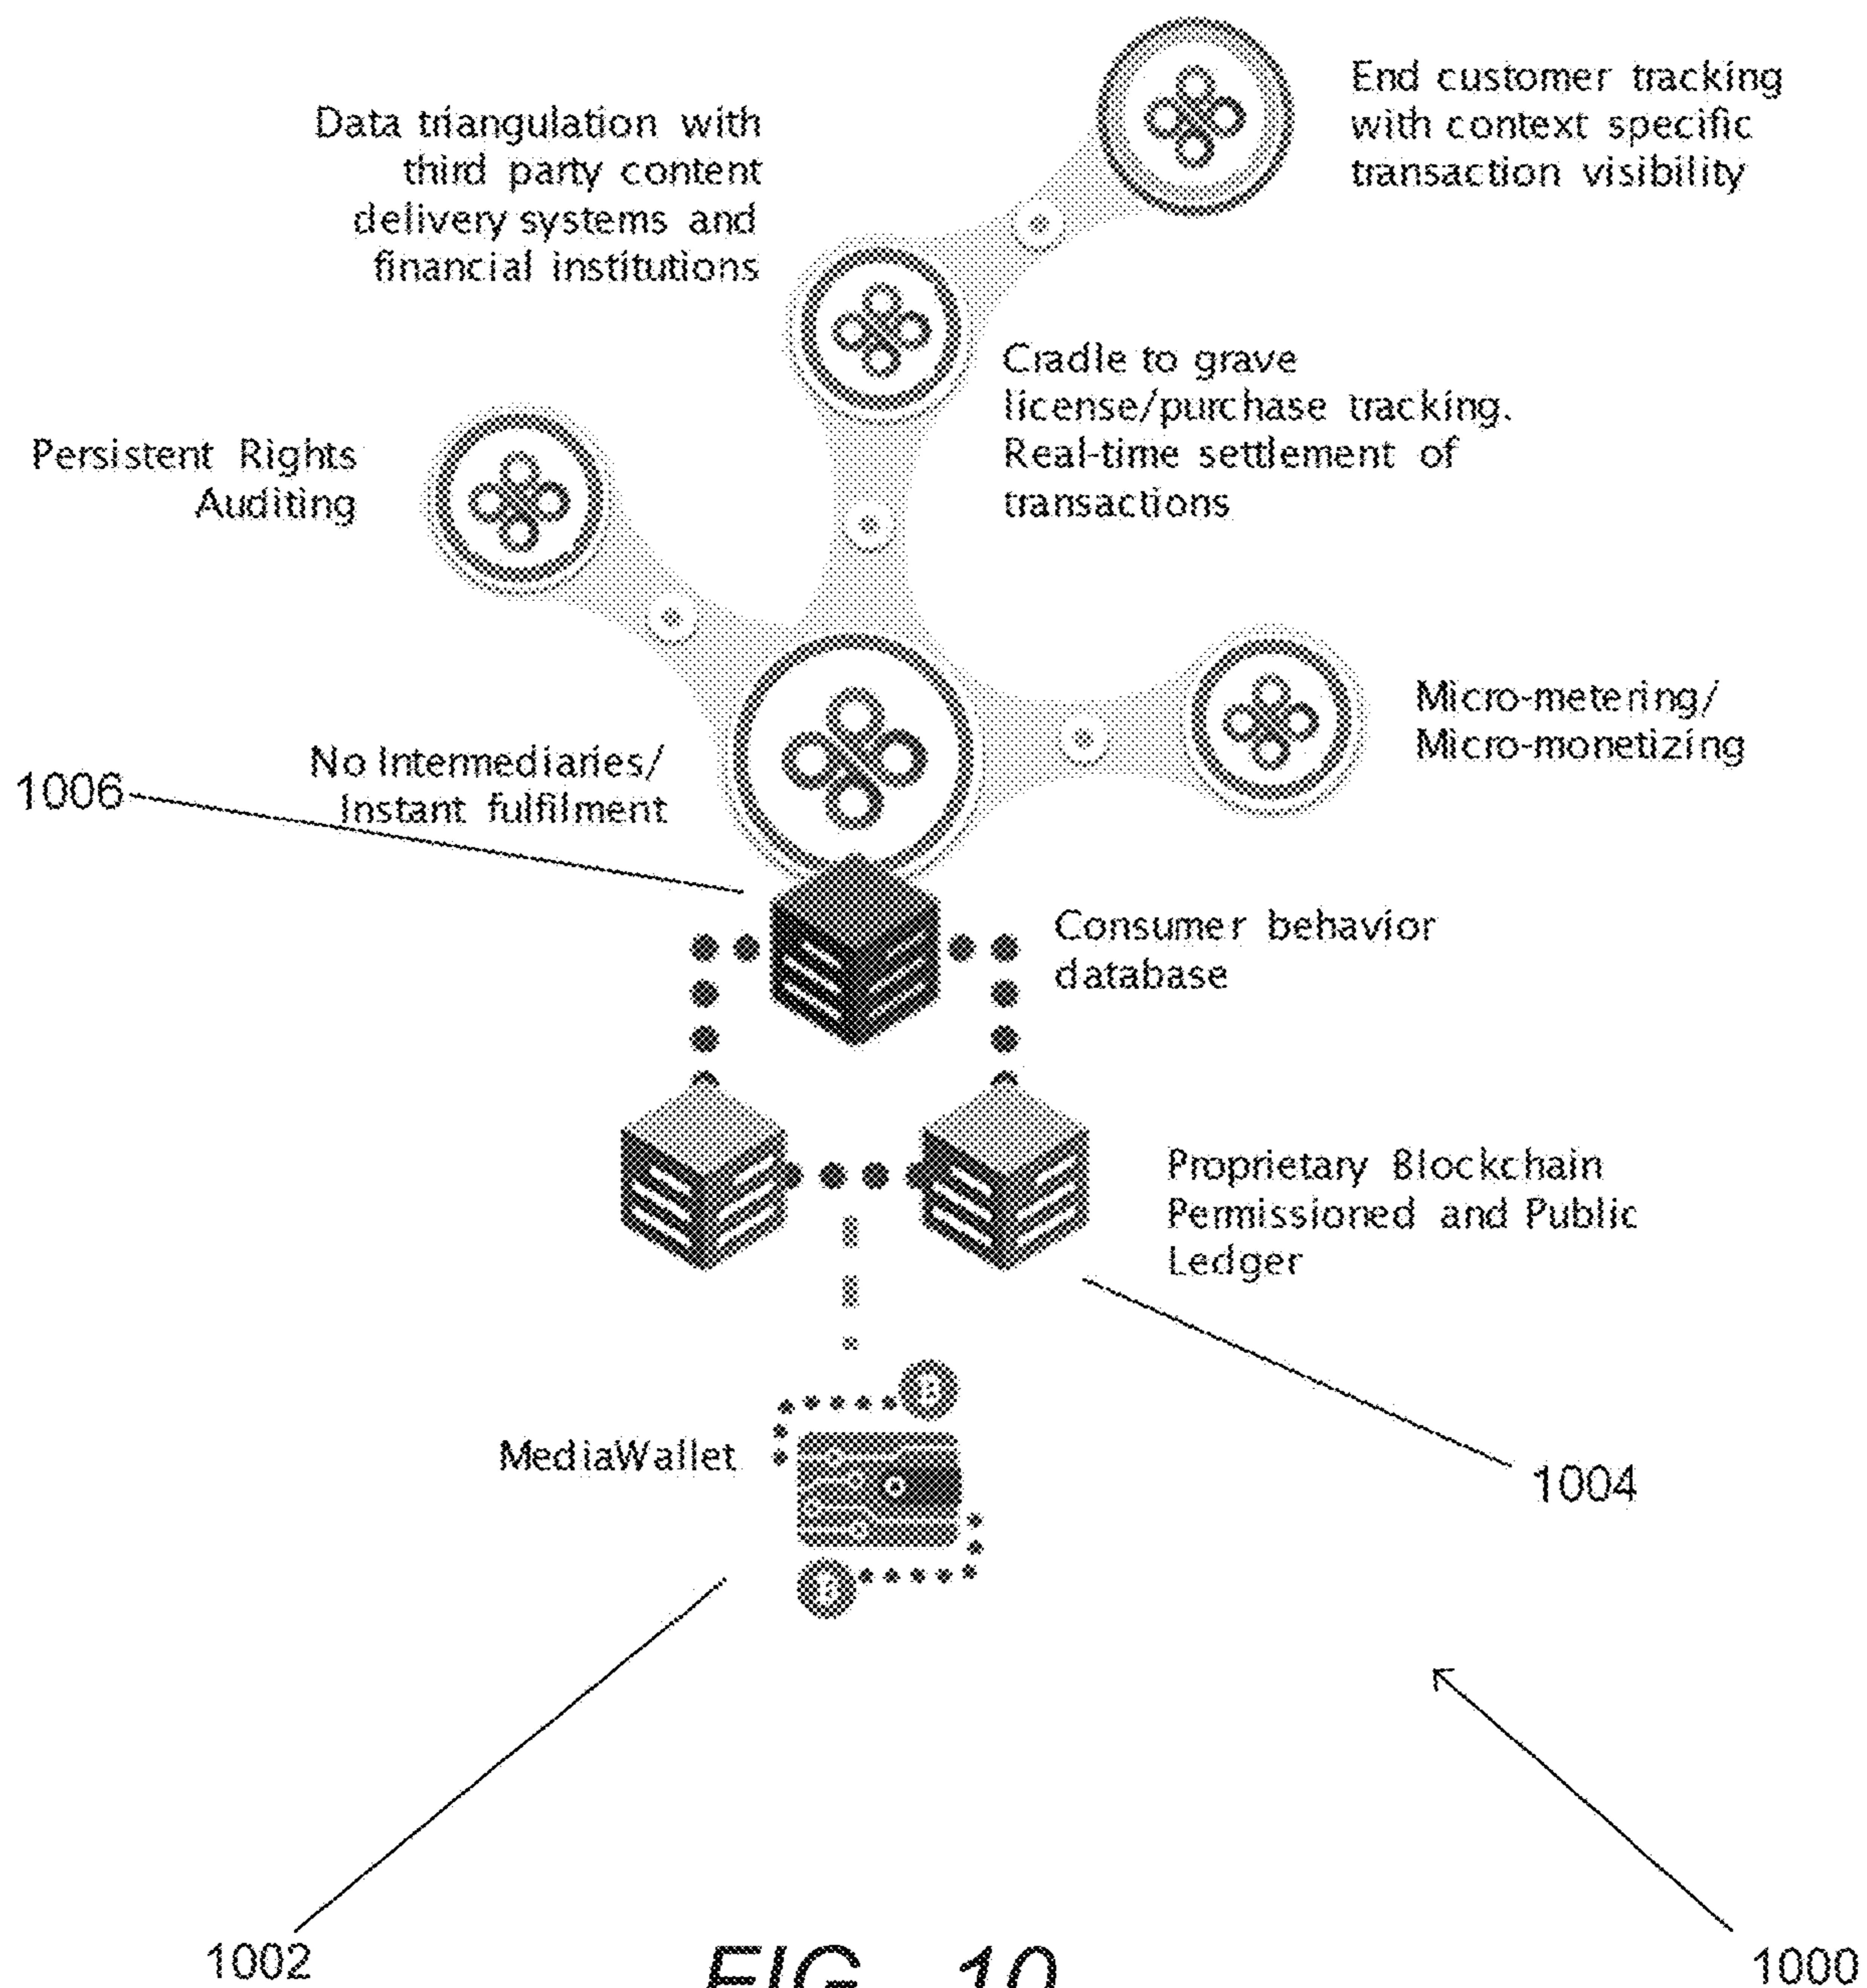 End customer tracking
with context specific
transaction visibility
Data triangulation with
third party content
delivery systems and
financial institutions
Cradle to grave
license/purchase tracking.
Real-time settlement of
transactions
Persistent Rights
Auditing
Micro-metering/
Micro-monetizing
No Intermediaries/
Instant fulfilment
1006
Consumer behavior
database
Proprietary Blockchain
Permissioned and Public
Ledger
MediaWallet
1004
1002
FIG. 10
1000